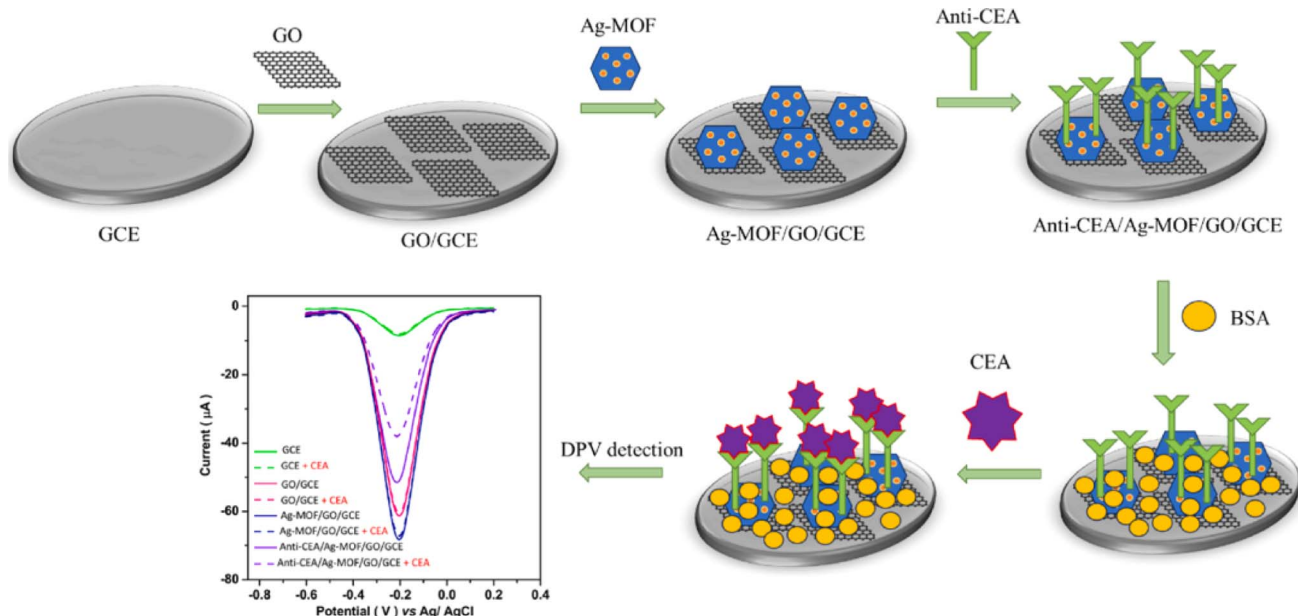 GO
Ag-MOF
Anti-CEA
GCE
GO/GCE
Ag-MOF/GO/GCE
Anti-CEA/Ag-MOF/GO/GCE
BSA
CEA
DPV detection
0
-20
-40
-60
-80
Current ( μA )
GCE
GCE + CEA
GO/GCE
GO/GCE + CEA
Ag-MOF/GO/GCE
Ag-MOF/GO/GCE + CEA
Anti-CEA/Ag-MOF/GO/GCE
Anti-CEA/Ag-MOF/GO/GCE + CEA
-0.8 -0.6 -0.4 -0.2 0.0 0.2 0.4
Potential ( V ) vs Ag/ AgCl